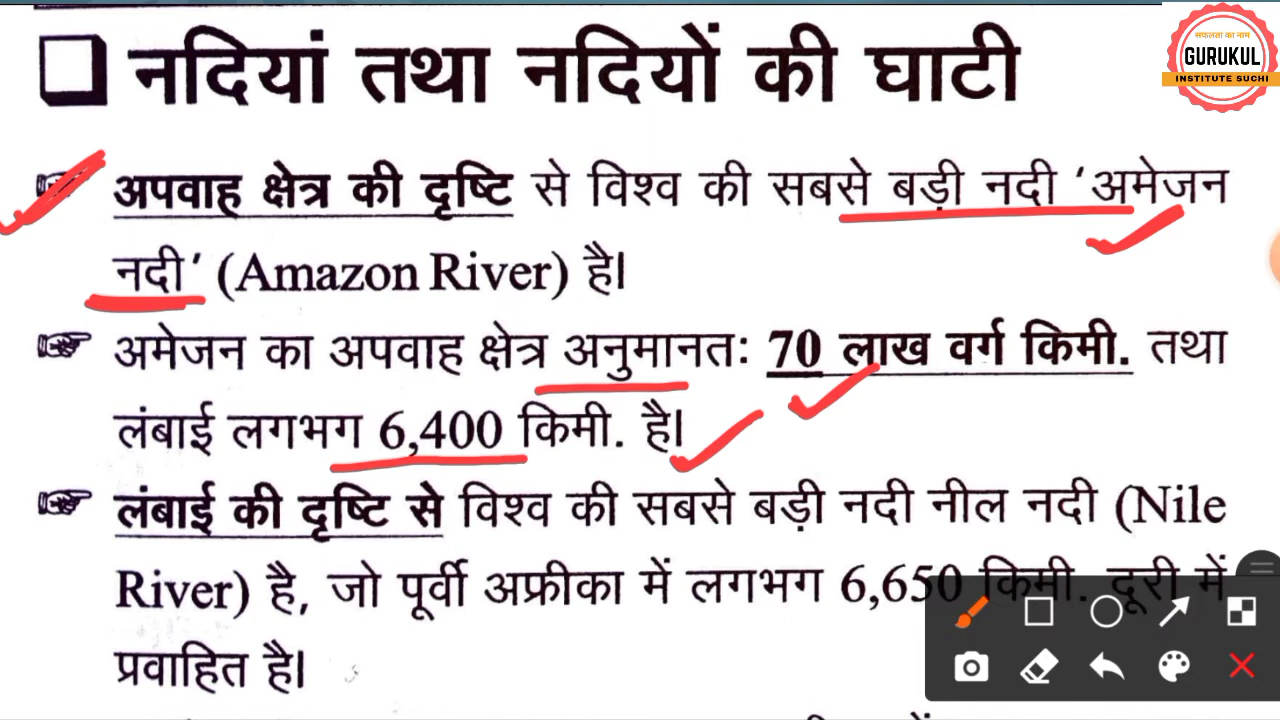 सफलता का नाम
GURUKUL
INSTITUTE SUCHI
नदियां तथा नदियों की घाटी
अपवाह क्षेत्र की दृष्टि से विश्व की सबसे बड़ी नदी 'अमेजन
नदी' (Amazon River) है।
अमेजन का अपवाह क्षेत्र अनुमानतः 70 लाख वर्ग किमी. तथा
लंबाई लगभग 6,400 किमी. है।
लंबाई की दृष्टि से विश्व की सबसे बड़ी नदी नील नदी (Nile
River) है, जो पूर्वी अफ्रीका में लगभग 6,650 किमी. दूरी में
प्रवाहित है।